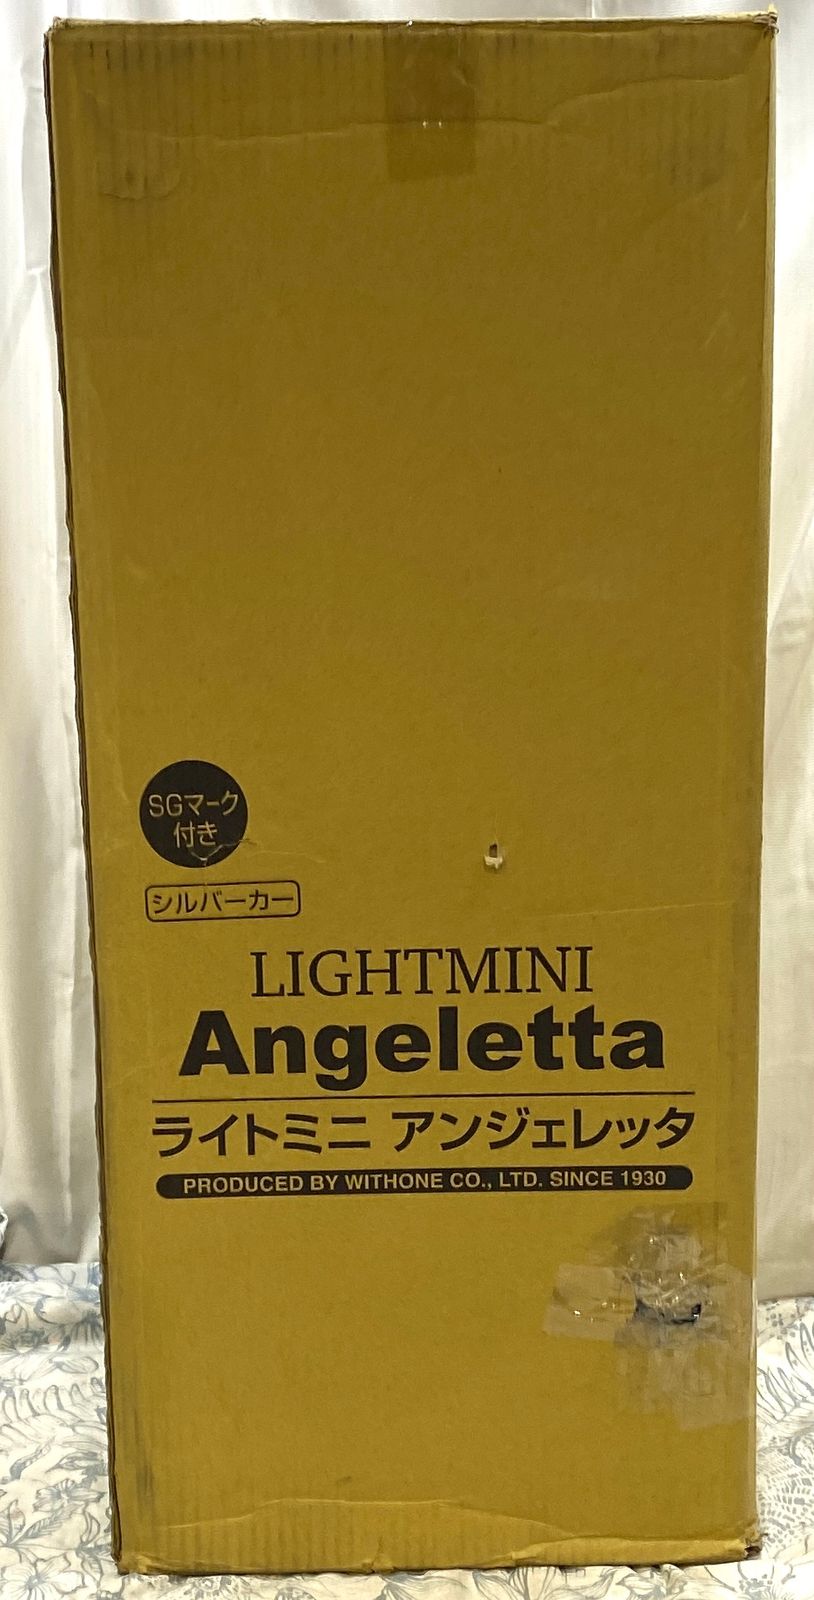 SGマーク
付き
シルバーカー
LIGHTMINI
Angeletta
ライトミニ アンジェレッタ
PRODUCED BY WITHONE CO., LTD. SINCE 1930